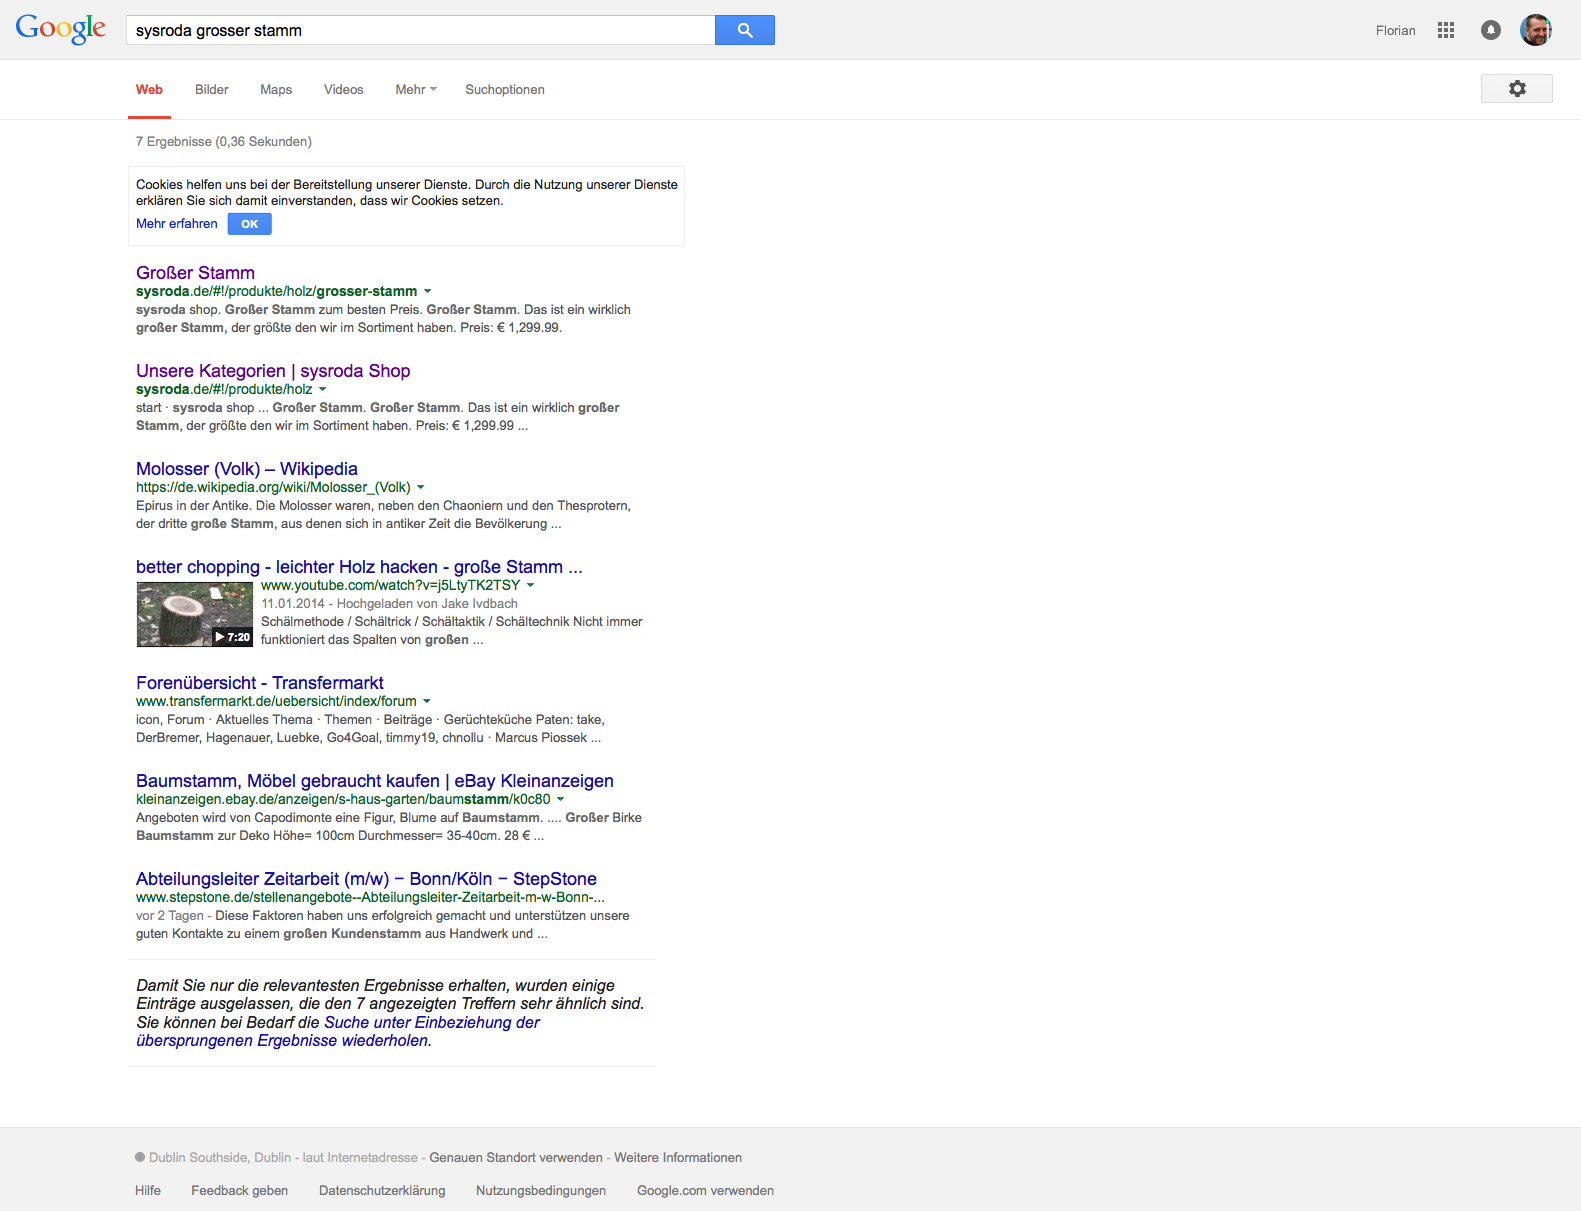 Google
sysroda grosser stamm
Florian
Web Bilder Maps Videos Mehr Suchoptionen
7 Ergebnisse (0,36 Sekunden)
Cookies helfen uns bei der Bereitstellung unserer Dienste. Durch die Nutzung unserer Dienste
erklären Sie sich damit einverstanden, dass wir Cookies setzen.
Mehr erfahren OK
Großer Stamm
sysroda.de/#!/produkte/holz/grosser-stamm
sysroda shop. Großer Stamm zum besten Preis. Großer Stamm. Das ist ein wirklich
großer Stamm, der größte den wir im Sortiment haben. Preis: € 1,299.99.
Unsere Kategorien | sysroda Shop
sysroda.de/#!/produkte/holz
start · sysroda shop ... Großer Stamm. Großer Stamm. Das ist ein wirklich großer
Stamm, der größte den wir im Sortiment haben. Preis: € 1,299.99 ...
Molosser (Volk) – Wikipedia
https://de.wikipedia.org/wiki/Molosser_(Volk)
Epirus in der Antike. Die Molosser waren, neben den Chaoniern und den Thesprotern,
der dritte große Stamm, aus denen sich in antiker Zeit die Bevölkerung ...
better chopping - leichter Holz hacken - große Stamm ...
www.youtube.com/watch?v=j5LtyTK2TSY
11.01.2014 - Hochgeladen von Jake Ivdbach
Schälmethode / Schältrick / Schältaktik / Schältechnik Nicht immer
funktioniert das Spalten von großen ...
7:20
Forenübersicht - Transfermarkt
www.transfermarkt.de/uebersicht/index/forum
icon, Forum · Aktuelles Thema · Themen · Beiträge · Gerüchteküche Paten: take,
DerBremer, Hagenauer, Luebke, Go4Goal, timmy19, chnollu · Marcus Piossek ...
Baumstamm, Möbel gebraucht kaufen | eBay Kleinanzeigen
kleinanzeigen.ebay.de/anzeigen/s-haus-garten/baumstamm/k0c80
Angeboten wird von Capodimonte eine Figur, Blume auf Baumstamm. .... Großer Birke
Baumstamm zur Deko Höhe= 100cm Durchmesser= 35-40cm. 28 € ...
Abteilungsleiter Zeitarbeit (m/w) – Bonn/Köln – StepStone
www.stepstone.de/stellenangebote--Abteilungsleiter-Zeitarbeit-m-w-Bonn-...
vor 2 Tagen - Diese Faktoren haben uns erfolgreich gemacht und unterstützen unsere
guten Kontakte zu einem großen Kundenstamm aus Handwerk und ...
Damit Sie nur die relevantesten Ergebnisse erhalten, wurden einige
Einträge ausgelassen, die den 7 angezeigten Treffern sehr ähnlich sind.
Sie können bei Bedarf die Suche unter Einbeziehung der
übersprungenen Ergebnisse wiederholen.
Dublin Southside, Dublin - laut Internetadresse - Genauen Standort verwenden - Weitere Informationen
Hilfe Feedback geben Datenschutzerklärung Nutzungsbedingungen Google.com verwenden